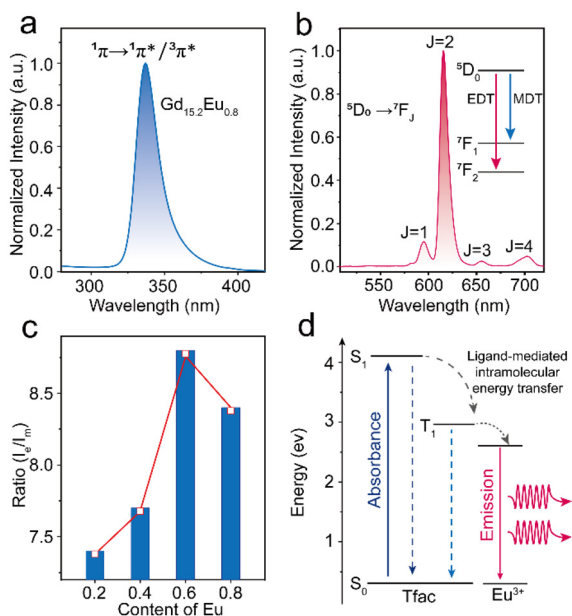 a
¹π→¹π*/³π*
Gd₁₅.₂Eu₀.₈
Normalized Intensity (a.u.)
1.0
0.8
0.6
0.4
0.2
0.0
300
350
400
Wavelength (nm)
b
J=2
⁵D₀→⁷F_J
⁵D₀
EDT
MDT
⁷F₁
⁷F₂
J=1
J=3
J=4
Normalized Intensity (a.u.)
1.0
0.8
0.6
0.4
0.2
0.0
550
600
650
700
Wavelength (nm)
c
Ratio (Iₑ/Iₘ)
8.5
8.0
7.5
0.2
0.4
0.6
0.8
Content of Eu
d
Energy (ev)
4
3
2
1
S₁
Ligand-mediated
intramolecular
energy transfer
T₁
Absorbance
Emission
S₀
Tfac
Eu³⁺